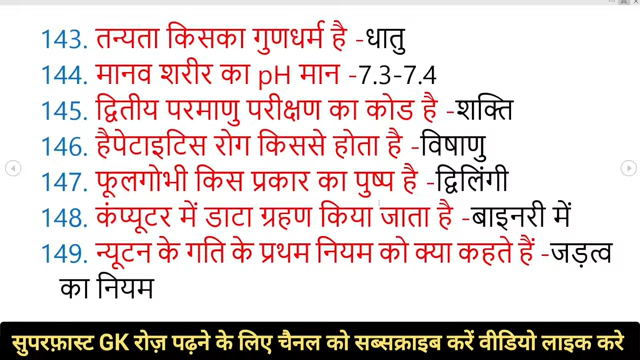 143. तन्यता किसका गुणधर्म है -धातु
144. मानव शरीर का pH मान -7.3-7.4
145. द्वितीय परमाणु परीक्षण का कोड है -शक्ति
146. हैपेटाइटिस रोग किससे होता है -विषाणु
147. फूलगोभी किस प्रकार का पुष्प है -द्विलिंगी
148. कंप्यूटर में डाटा ग्रहण किया जाता है -बाइनरी में
149. न्यूटन के गति के प्रथम नियम को क्या कहते हैं -जड़त्व
का नियम
सुपरफ़ास्ट GK रोज़ पढ़ने के लिए चैनल को सब्सक्राइब करें वीडियो लाइक करे